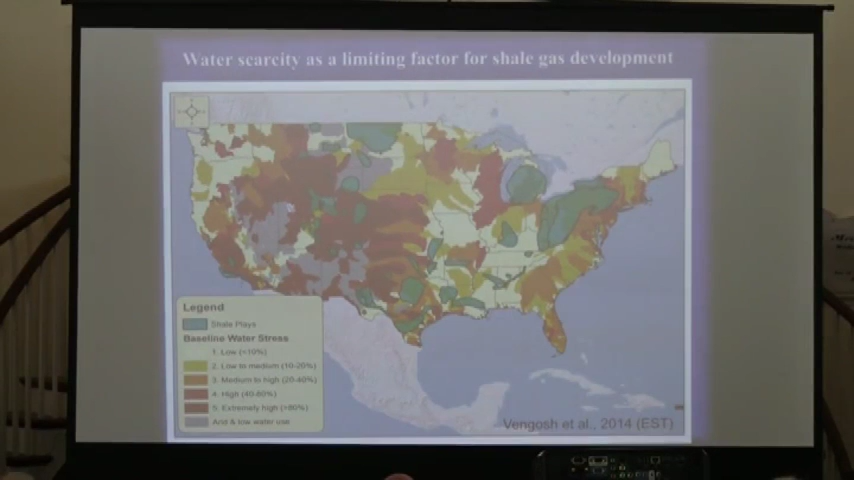 Water scarcity as a limiting factor for shale gas development
Legend
Shale Plays
Baseline Water Stress
1. Low (<10%)
2. Low to medium (10-20%)
3. Medium to high (20-40%)
4. High (40-80%)
5. Extremely high (>80%)
Arid & low water use
Vengosh et al., 2014 (EST)